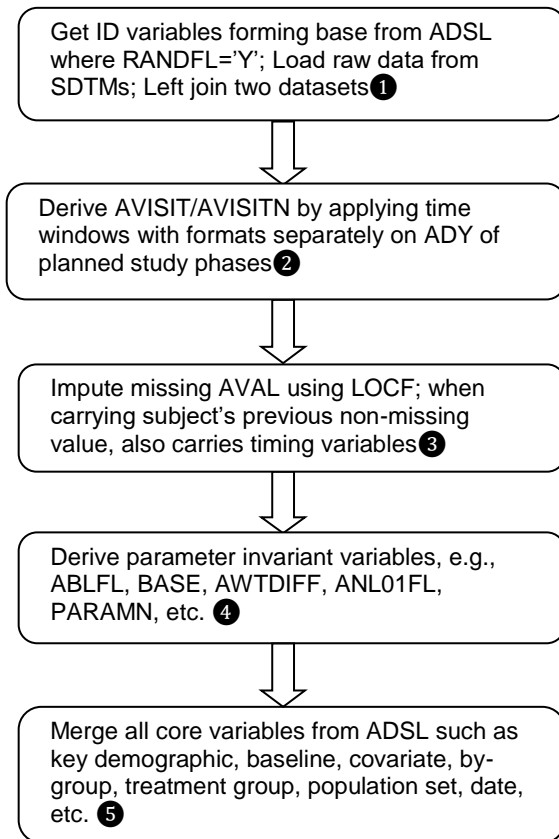 Get ID variables forming base from ADSL
where RANDFL='Y'; Load raw data from
SDTMs; Left join two datasets❶
Derive AVISIT/AVISITN by applying time
windows with formats separately on ADY of
planned study phases❷
Impute missing AVAL using LOCF; when
carrying subject's previous non-missing
value, also carries timing variables❸
Derive parameter invariant variables, e.g.,
ABLFL, BASE, AWTDIFF, ANL01FL,
PARAMN, etc. ❹
Merge all core variables from ADSL such as
key demographic, baseline, covariate, by-
group, treatment group, population set, date,
etc. ❺